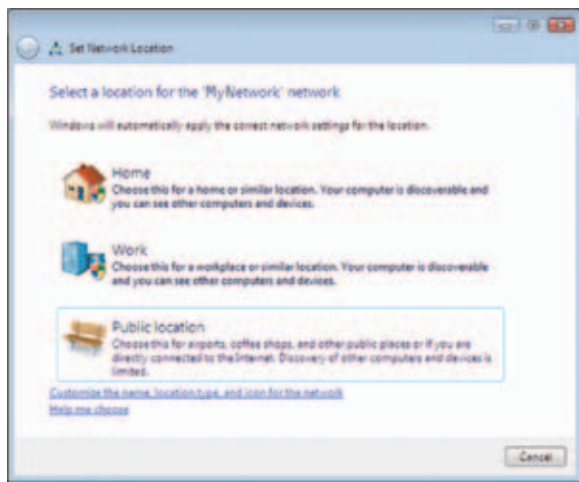 Set Network Location
Select a location for the 'MyNetwork' network
Windows will automatically apply the correct network settings for the location.
Home
Choose this for a home or similar location. Your computer is discoverable and
you can see other computers and devices.
Work
Choose this for a workplace or similar location. Your computer is discoverable
and you can see other computers and devices.
Public location
Choose this for airports, coffee shops, and other public places or if you are
directly connected to the Internet. Discovery of other computers and devices is
limited.
Customize the name, location type, and icon for the network
Help me choose
Cancel